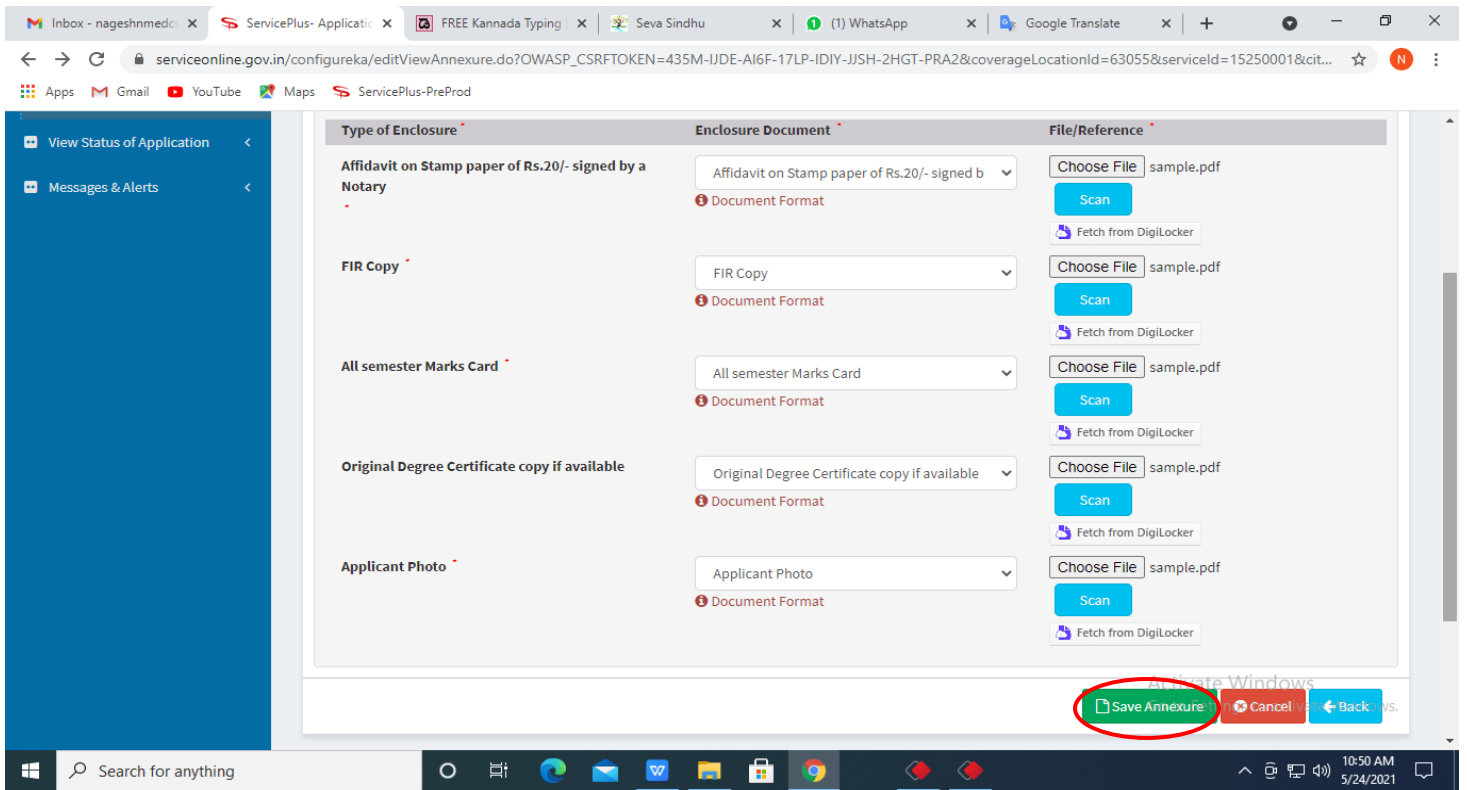 Inbox - nageshnmedcs
ServicePlus- Applicatic
FREE Kannada Typing
Seva Sindhu
(1) WhatsApp
Google Translate
serviceonline.gov.in/configureka/editViewAnnexure.do?OWASP_CSRFTOKEN=435M-IJDE-AI6F-17LP-IDIY-JJSH-2HGT-PRA2&coverageLocationId=63055&serviceId=15250001&cit...
N
Apps
Gmail
YouTube
Maps
ServicePlus-PreProd
View Status of Application
Messages & Alerts
Type of Enclosure * Enclosure Document * File/Reference *
Affidavit on Stamp paper of Rs.20/- signed by a
Notary
*
Affidavit on Stamp paper of Rs.20/- signed b
Document Format
Choose File sample.pdf
Scan
Fetch from DigiLocker
FIR Copy *
FIR Copy
Document Format
Choose File sample.pdf
Scan
Fetch from DigiLocker
All semester Marks Card *
All semester Marks Card
Document Format
Choose File sample.pdf
Scan
Fetch from DigiLocker
Original Degree Certificate copy if available
Original Degree Certificate copy if available
Document Format
Choose File sample.pdf
Scan
Fetch from DigiLocker
Applicant Photo *
Applicant Photo
Document Format
Choose File sample.pdf
Scan
Fetch from DigiLocker
Activate Windows
Save Annexure
Cancel
Back
Search for anything
10:50 AM
5/24/2021